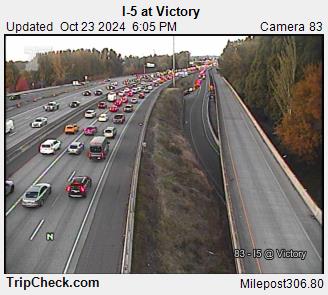 I-5 at Victory
Updated Oct 23 2024 6:05 PM Camera 83
N
83 - I5 @ Victory
TripCheck.com Milepost306.80